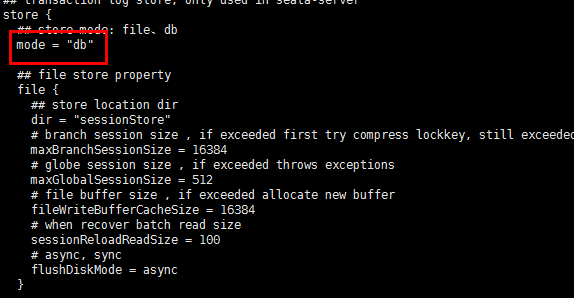 ## transaction log store, only used in seata-server
store {
## store mode: file、db
mode = "db"
## file store property
file {
## store location dir
dir = "sessionStore"
# branch session size , if exceeded first try compress lockkey, still exceeded
maxBranchSessionSize = 16384
# globe session size , if exceeded throws exceptions
maxGlobalSessionSize = 512
# file buffer size , if exceeded allocate new buffer
fileWriteBufferCacheSize = 16384
# when recover batch read size
sessionReloadReadSize = 100
# async, sync
flushDiskMode = async
}